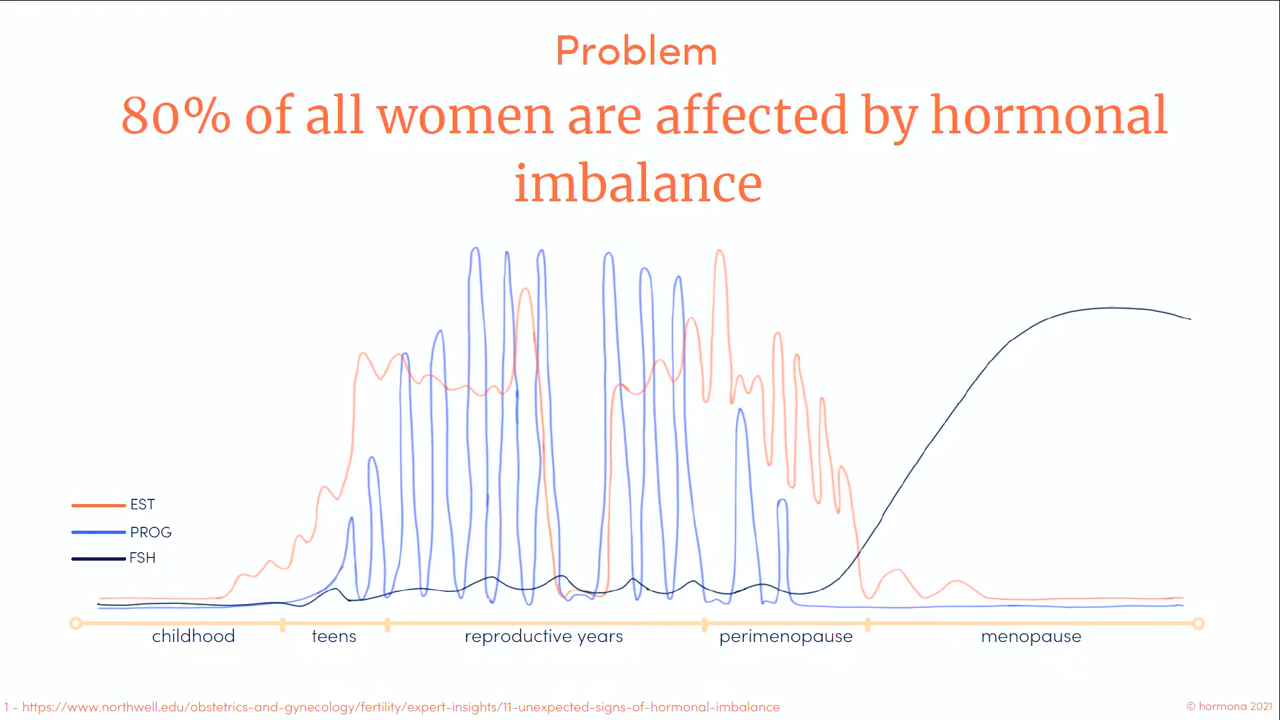 Problem
80% of all women are affected by hormonal
imbalance
EST
PROG
FSH
childhood
teens
reproductive years
perimenopause
menopause
1 - https://www.northwell.edu/obstetrics-and-gynecology/fertility/expert-insights/11-unexpected-signs-of-hormonal-imbalance
© hormona 2021